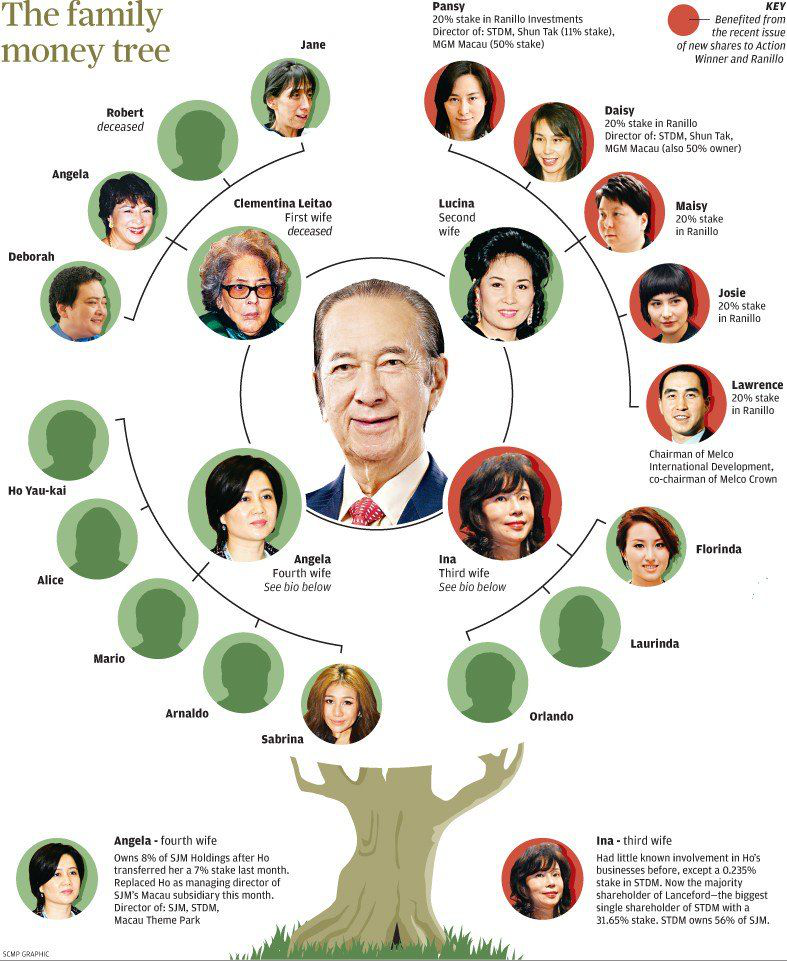 The family
money tree
Jane
Robert
deceased
Angela
Deborah
Clementina Leitao
First wife
deceased
Pansy
20% stake in Ranillo Investments
Director of: STDM, Shun Tak (11% stake),
MGM Macau (50% stake)
KEY
Benefited from
the recent issue
of new shares to Action
Winner and Ranillo
Daisy
20% stake in Ranillo
Director of: STDM, Shun Tak,
MGM Macau (also 50% owner)
Lucina
Second
wife
Maisy
20% stake
in Ranillo
Josie
20% stake
in Ranillo
Lawrence
20% stake
in Ranillo
Chairman of Melco
International Development,
co-chairman of Melco Crown
Ho Yau-kai
Alice
Mario
Arnaldo
Sabrina
Angela
Fourth wife
See bio below
Ina
Third wife
See bio below
Florinda
Laurinda
Orlando
Angela - fourth wife
Owns 8% of SJM Holdings after Ho
transferred her a 7% stake last month.
Replaced Ho as managing director of
SJM's Macau subsidiary this month.
Director of: SJM, STDM,
Macau Theme Park
Ina - third wife
Had little known involvement in Ho's
businesses before, except a 0.235%
stake in STDM. Now the majority
shareholder of Lanceford—the biggest
single shareholder of STDM with a
31.65% stake. STDM owns 56% of SJM.
SCMP GRAPHIC